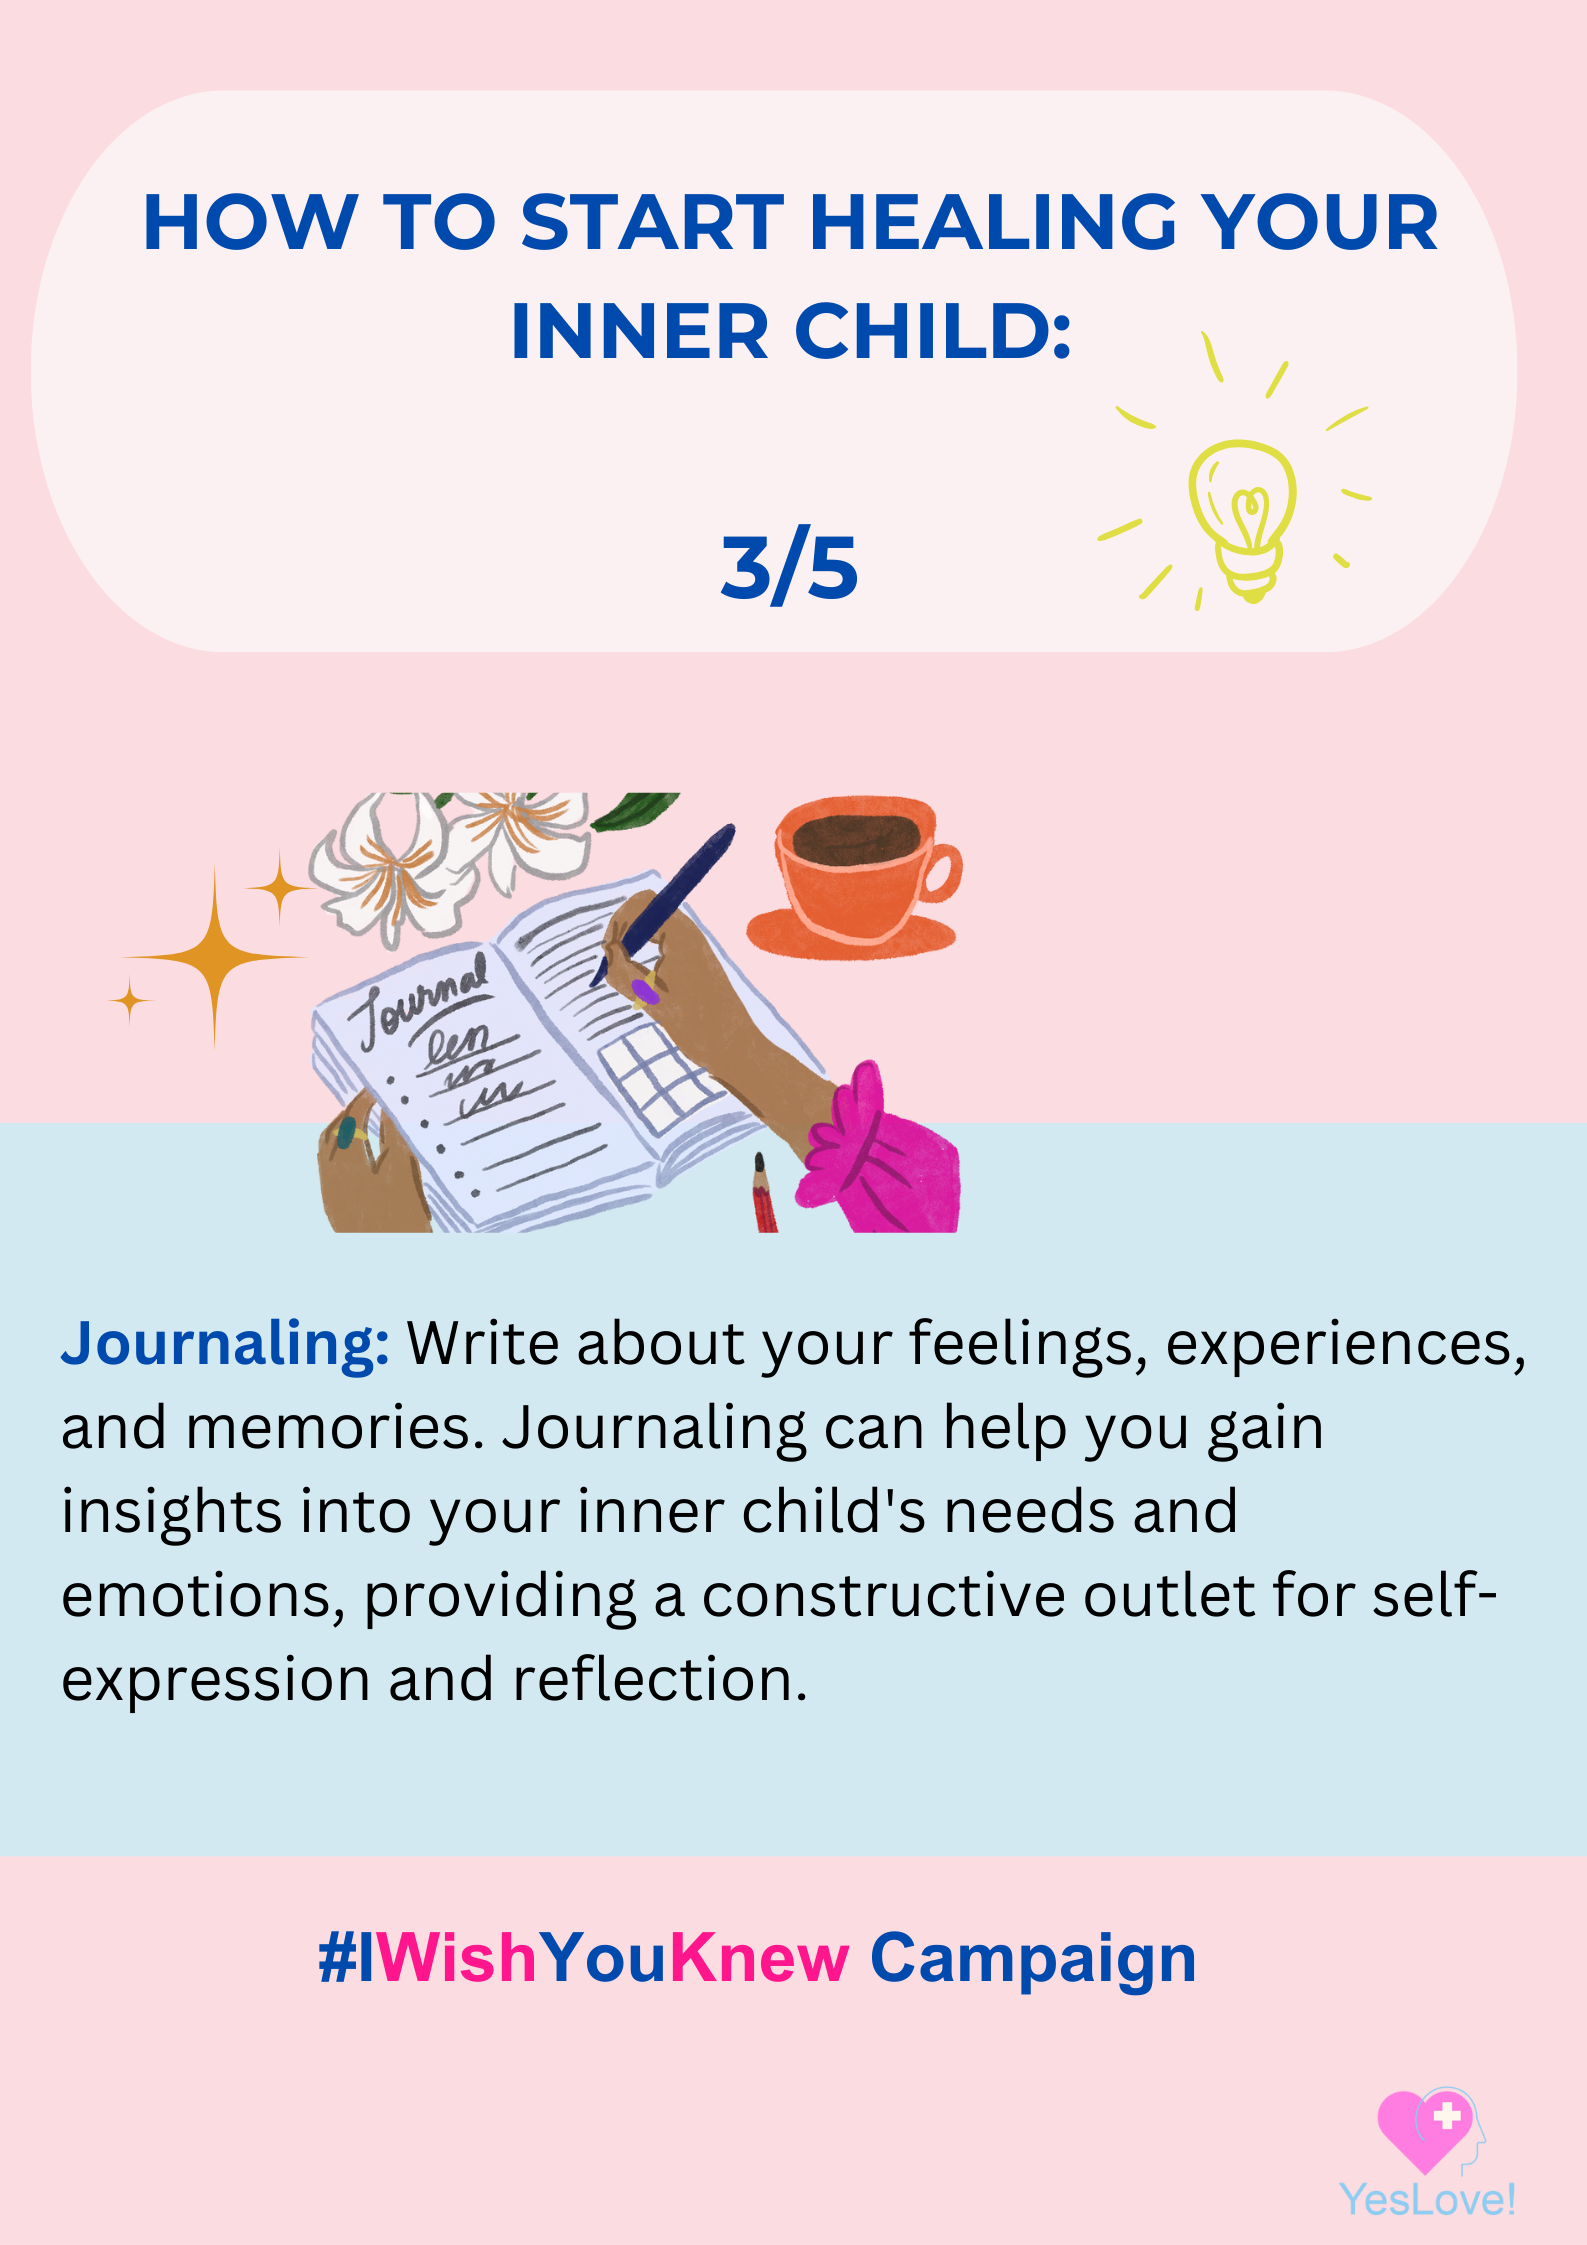 HOW TO START HEALING YOUR
INNER CHILD:
3/5
Journal
Journaling: Write about your feelings, experiences,
and memories. Journaling can help you gain
insights into your inner child's needs and
emotions, providing a constructive outlet for self-
expression and reflection.
#IWishYouKnew Campaign
YesLove!